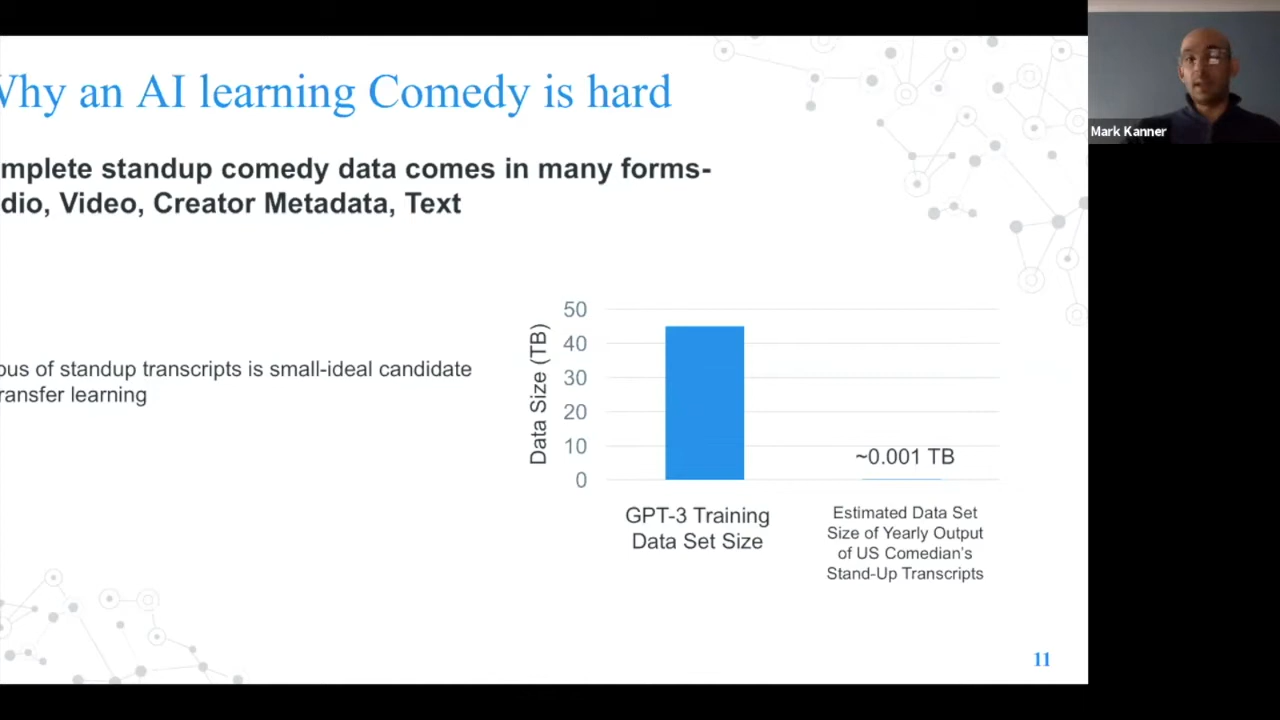 Why an AI learning Comedy is hard
mplete standup comedy data comes in many forms-
dio, Video, Creator Metadata, Text
ous of standup transcripts is small-ideal candidate
ransfer learning
Data Size (TB)
50
40
30
20
10
0
~0.001 TB
GPT-3 Training
Data Set Size
Estimated Data Set
Size of Yearly Output
of US Comedian's
Stand-Up Transcripts
11
Mark Kanner